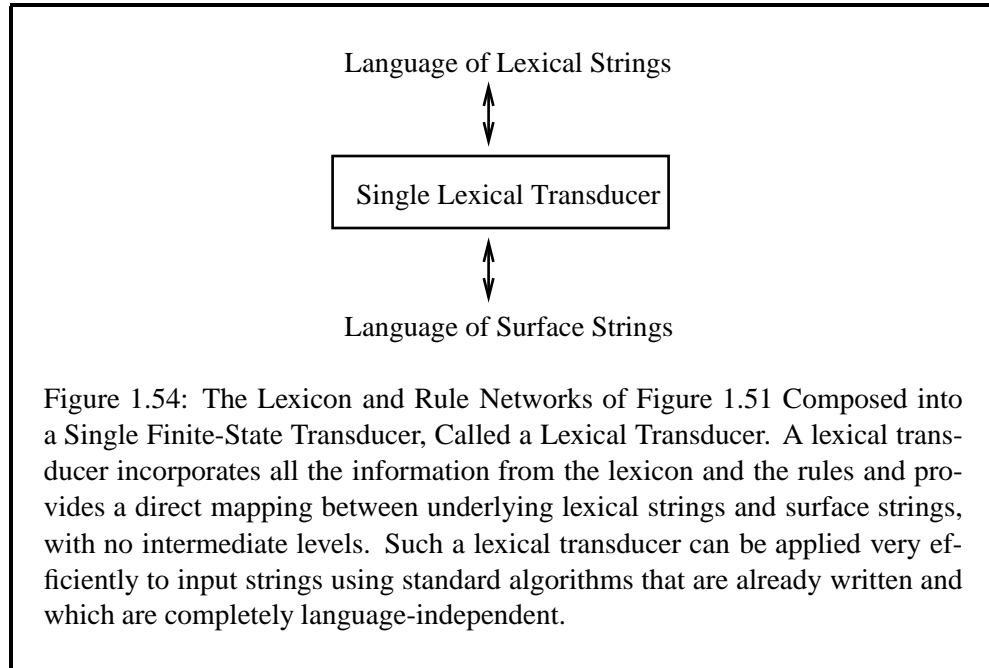 Language of Lexical Strings
Single Lexical Transducer
Language of Surface Strings
Figure 1.54: The Lexicon and Rule Networks of Figure 1.51 Composed into
a Single Finite-State Transducer, Called a Lexical Transducer. A lexical trans-
ducer incorporates all the information from the lexicon and the rules and pro-
vides a direct mapping between underlying lexical strings and surface strings,
with no intermediate levels. Such a lexical transducer can be applied very ef-
ficiently to input strings using standard algorithms that are already written and
which are completely language-independent.